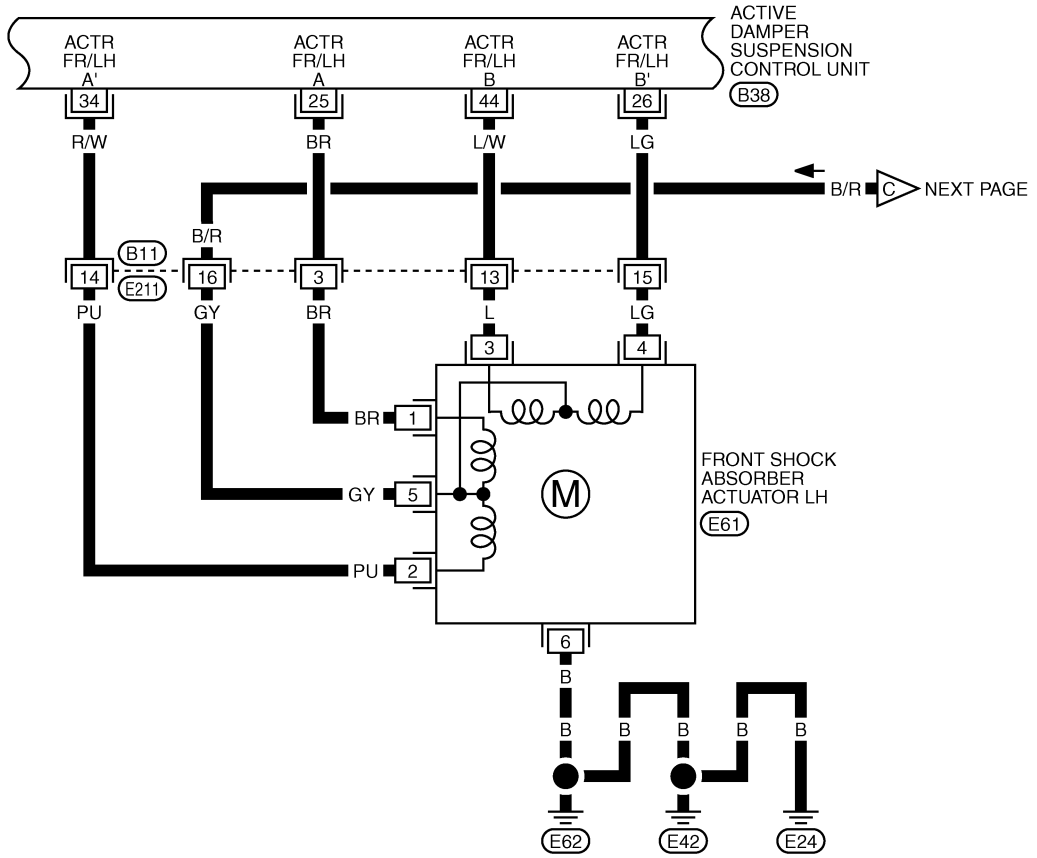 ACTIVE
DAMPER
SUSPENSION
CONTROL UNIT
B38
ACTR
FR/LH
A'
ACTR
FR/LH
A
ACTR
FR/LH
B
ACTR
FR/LH
B'
34
25
44
26
R/W
BR
L/W
LG
B/R
C
NEXT PAGE
B/R
B11
E211
14
16
3
13
15
PU
GY
BR
L
LG
3
4
BR
1
GY
5
M
PU
2
FRONT SHOCK
ABSORBER
ACTUATOR LH
E61
6
B
B
B
B
B
B
E62
E42
E24